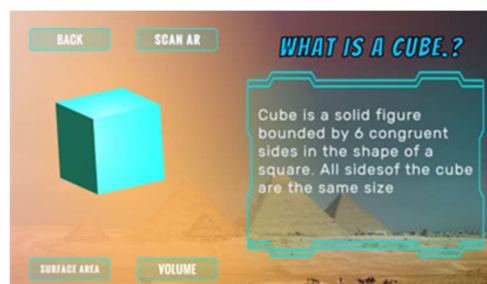 BACK
SCAN AR
WHAT IS A CUBE.?
Cube is a solid figure
bounded by 6 congruent
sides in the shape of a
square. All sidesof the cube
are the same size
SURFACE AREA
VOLUME